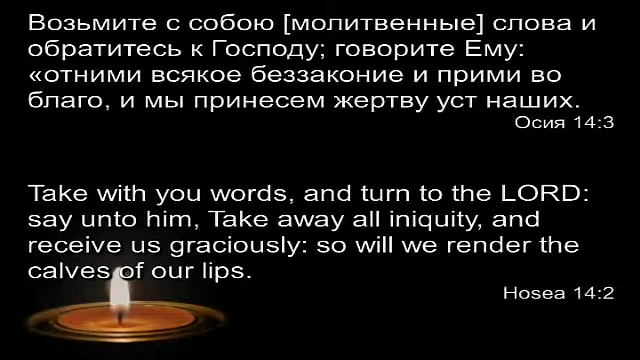 Возьмите с собою [молитвенные] слова и
обратитесь к Господу; говорите Ему:
«отними всякое беззаконие и прими во
благо, и мы принесем жертву уст наших.
Осия 14:3
Take with you words, and turn to the LORD:
say unto him, Take away all iniquity, and
receive us graciously: so will we render the
calves of our lips.
Hosea 14:2